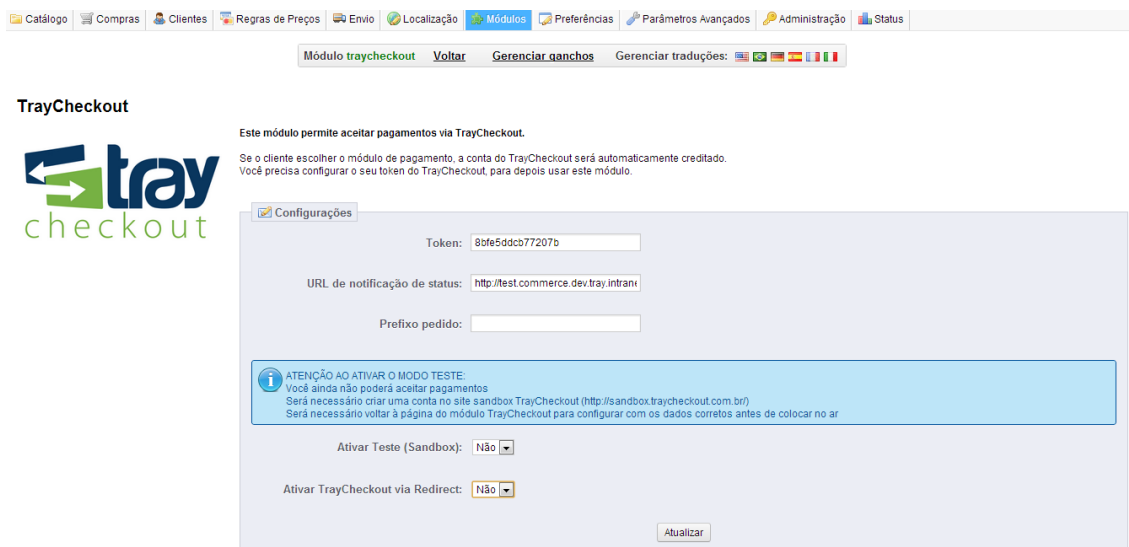 Catálogo Compras Clientes Regras de Preços Envio Localização Módulos Preferências Parâmetros Avançados Administração Status
Módulo traycheckout Voltar Gerenciar ganchos Gerenciar traduções:
TrayCheckout
tray
checkout
Este módulo permite aceitar pagamentos via TrayCheckout.
Se o cliente escolher o módulo de pagamento, a conta do TrayCheckout será automaticamente creditado.
Você precisa configurar o seu token do TrayCheckout, para depois usar este módulo.
Configurações
Token: 8bfe5ddcb77207b
URL de notificação de status: http://test.commerce.dev.tray.intrane
Prefixo pedido:
ATENÇÃO AO ATIVAR O MODO TESTE:
Você ainda não poderá aceitar pagamentos
Será necessário criar uma conta no site sandbox TrayCheckout (http://sandbox.traycheckout.com.br/)
Será necessário voltar à página do módulo TrayCheckout para configurar com os dados corretos antes de colocar no ar
Ativar Teste (Sandbox): Não
Ativar TrayCheckout via Redirect: Não
Atualizar